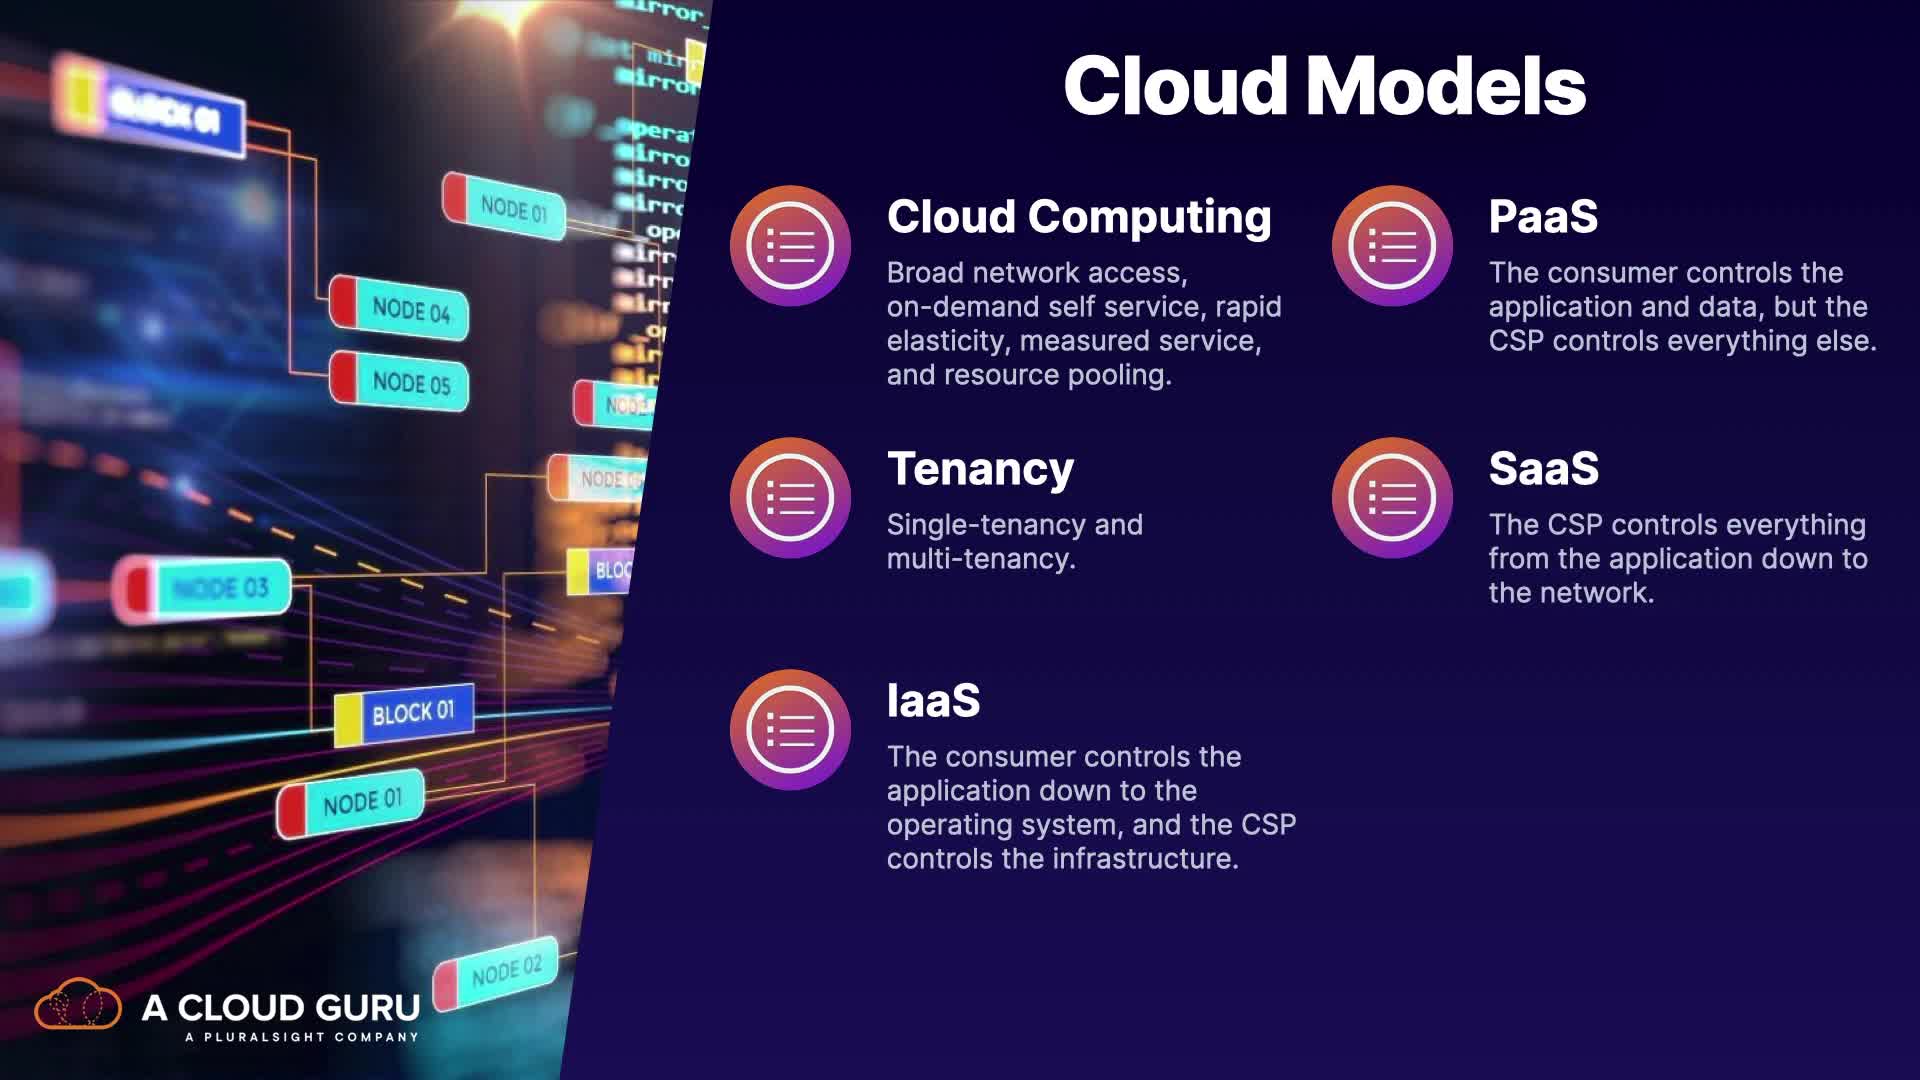 Cloud Models
Cloud Computing
Broad network access,
on-demand self service, rapid
elasticity, measured service,
and resource pooling.
Tenancy
Single-tenancy and
multi-tenancy.
IaaS
The consumer controls the
application down to the
operating system, and the CSP
controls the infrastructure.
PaaS
The consumer controls the
application and data, but the
CSP controls everything else.
SaaS
The CSP controls everything
from the application down to
the network.
BLOCK 01
NODE 01
NODE 04
NODE 05
NODE 03
BLOCK 01
NODE 01
NODE 02
A CLOUD GURU
A PLURALSIGHT COMPANY